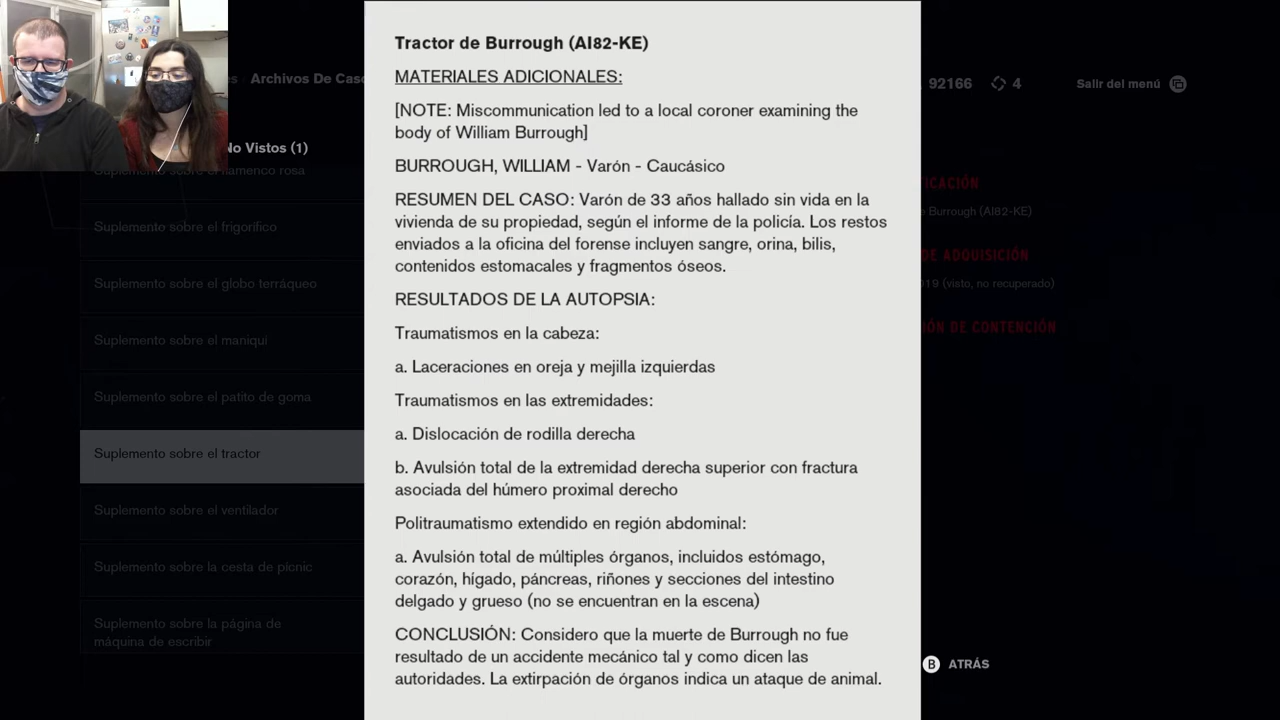 Tractor de Burrough (AI82-KE)
MATERIALES ADICIONALES:
[NOTE: Miscommunication led to a local coroner examining the
body of William Burrough]
BURROUGH, WILLIAM - Varón - Caucásico
RESUMEN DEL CASO: Varón de 33 años hallado sin vida en la
vivienda de su propiedad, según el informe de la policía. Los restos
enviados a la oficina del forense incluyen sangre, orina, bilis,
contenidos estomacales y fragmentos óseos.
RESULTADOS DE LA AUTOPSIA:
Traumatismos en la cabeza:
a. Laceraciones en oreja y mejilla izquierdas
Traumatismos en las extremidades:
a. Dislocación de rodilla derecha
b. Avulsión total de la extremidad derecha superior con fractura
asociada del húmero proximal derecho
Politraumatismo extendido en región abdominal:
a. Avulsión total de múltiples órganos, incluidos estómago,
corazón, hígado, páncreas, riñones y secciones del intestino
delgado y grueso (no se encuentran en la escena)
CONCLUSIÓN: Considero que la muerte de Burrough no fue
resultado de un accidente mecánico tal y como dicen las
autoridades. La extirpación de órganos indica un ataque de animal.
Archivos De Caso
No Vistos (1)
Suplemento sobre el flamenco rosa
Suplemento sobre el frigorífico
Suplemento sobre el globo terráqueo
Suplemento sobre el maniquí
Suplemento sobre el patito de goma
Suplemento sobre el tractor
Suplemento sobre el ventilador
Suplemento sobre la cesta de picnic
Suplemento sobre la página de
máquina de escribir
92166 4 Salir del menú
Burrough (AI82-KE)
DE ADQUISICIÓN
(visto, no recuperado)
DE CONTENCIÓN
B ATRÁS